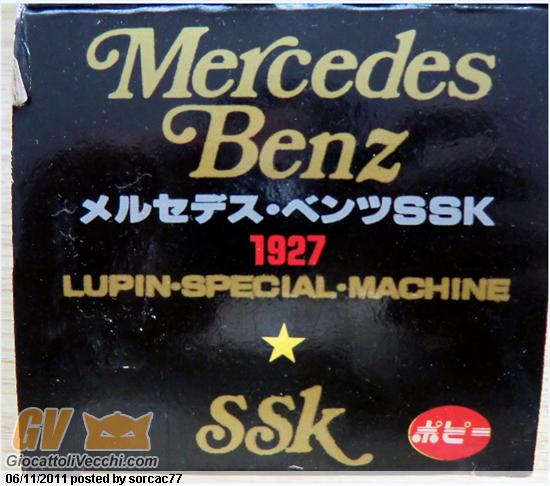 Mercedes
Benz
メルセデス・ベンツSSK
1927
LUPIN・SPECIAL・MACHINE
SSK
ポピー
GV
GiocattoliVecchi.com
06/11/2011 posted by sorcac77